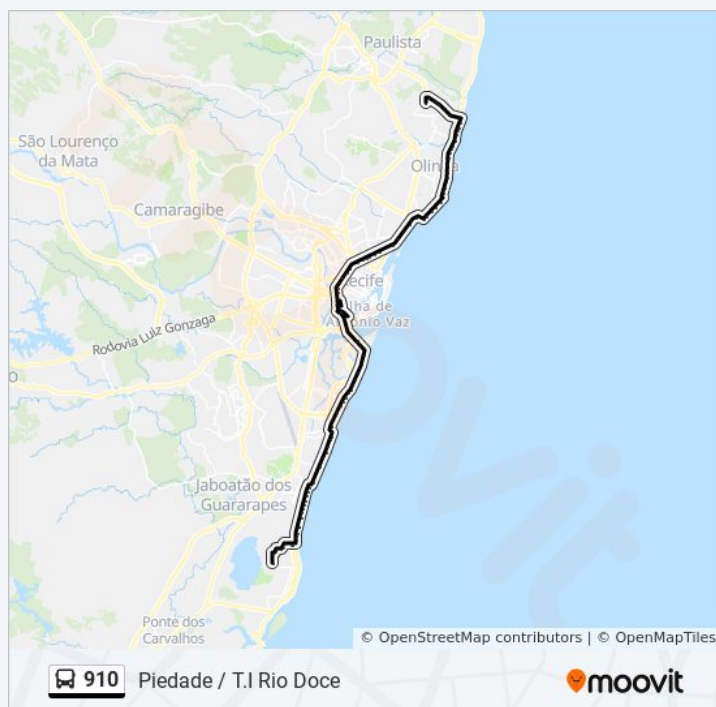 Paulista
São Lourenço
da Mata
Olinda
Camaragibe
Recife
Ilha de
Antônio Vaz
Rodovia Luiz Gonzaga
O
Jaboatão dos
Guararapes
Ponte dos
Carvalhos
© OpenStreetMap contributors | © OpenMapTiles
910 Piedade / T.I Rio Doce
moovit